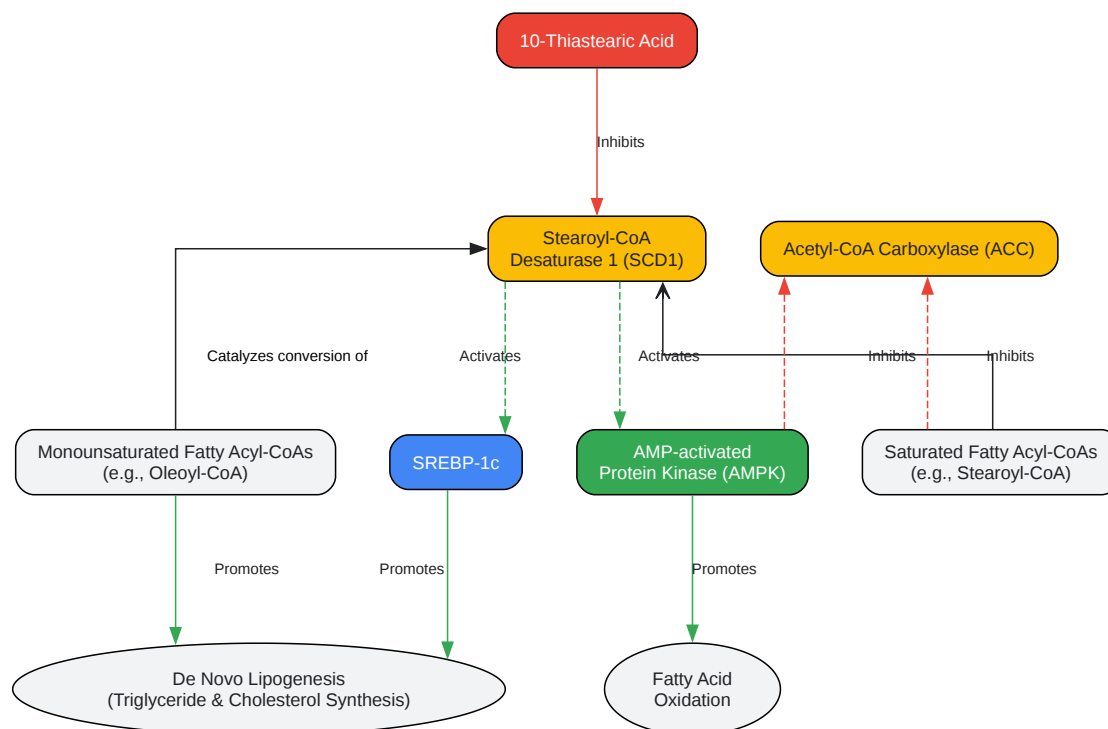 10-Thiastearic Acid
Inhibits
Stearoyl-CoA
Desaturase 1 (SCD1)
Acetyl-CoA Carboxylase (ACC)
Catalyzes conversion of
Activates
Activates
Inhibits
Inhibits
Monounsaturated Fatty Acyl-CoAs
(e.g., Oleoyl-CoA)
SREBP-1c
AMP-activated
Protein Kinase (AMPK)
Saturated Fatty Acyl-CoAs
(e.g., Stearoyl-CoA)
Promotes
Promotes
Promotes
De Novo Lipogenesis
(Triglyceride & Cholesterol Synthesis)
Fatty Acid
Oxidation